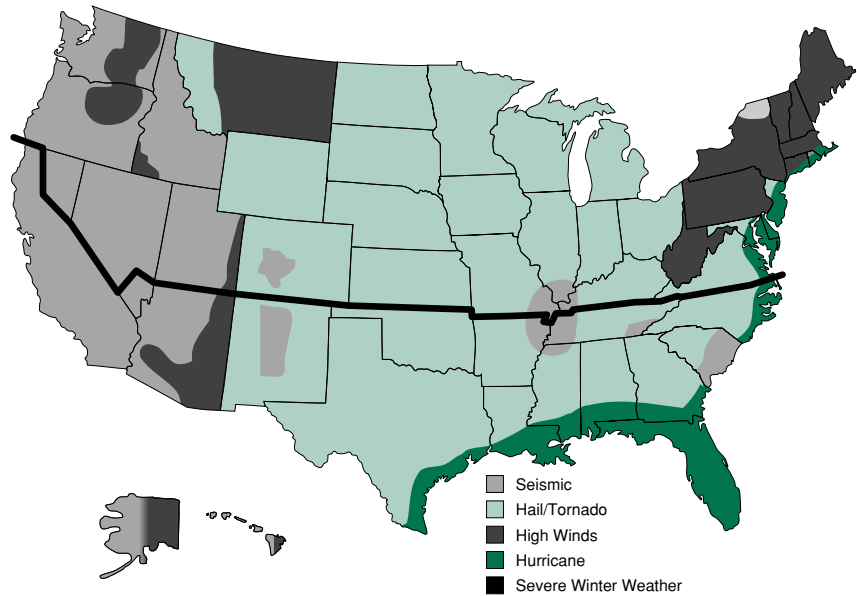 Seismic
Hail/Tornado
High Winds
Hurricane
Severe Winter Weather